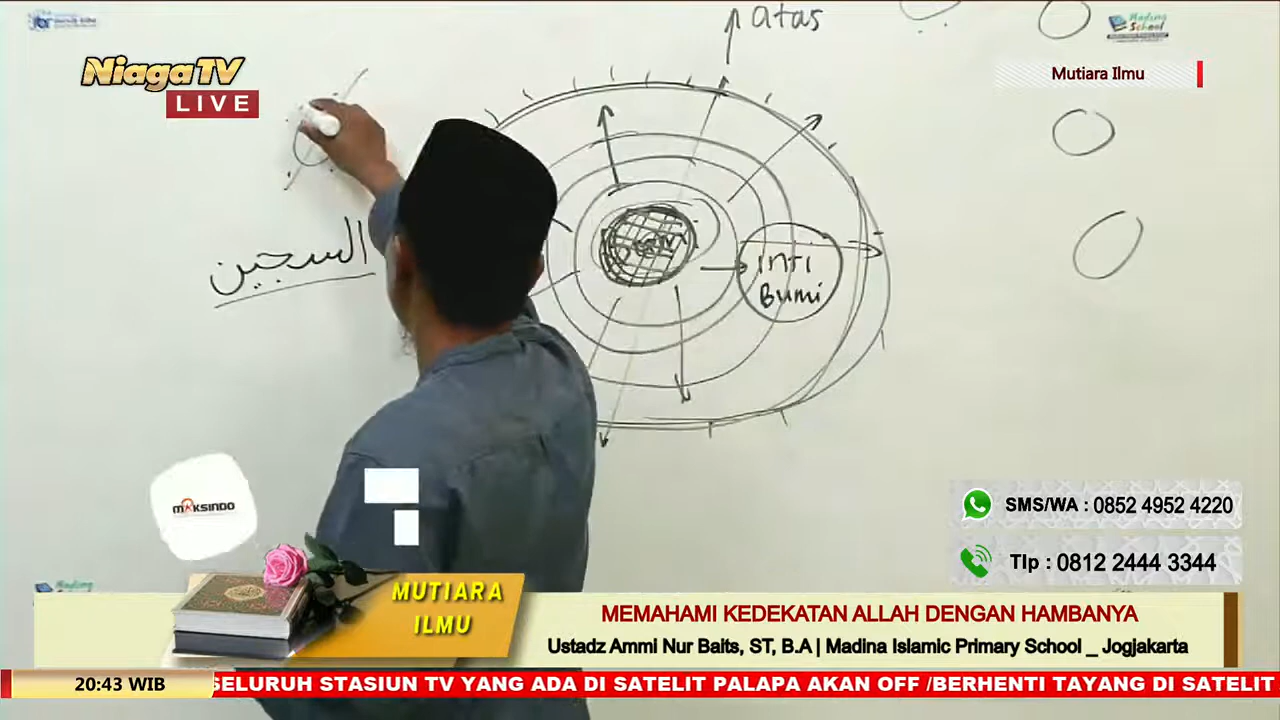 atas
Mading
School
NiagaTV
LIVE
Mutiara Ilmu
السجين
Inti
Bumi
MAKSINDO
SMS/WA : 0852 4952 4220
Tlp : 0812 2444 3344
MUTIARA
ILMU
MEMAHAMI KEDEKATAN ALLAH DENGAN HAMBANYA
Ustadz Ammi Nur Baits, ST, B.A | Madina Islamic Primary School _ Jogjakarta
20:43 WIB
SELURUH STASIUN TV YANG ADA DI SATELIT PALAPA AKAN OFF /BERHENTI TAYANG DI SATELIT